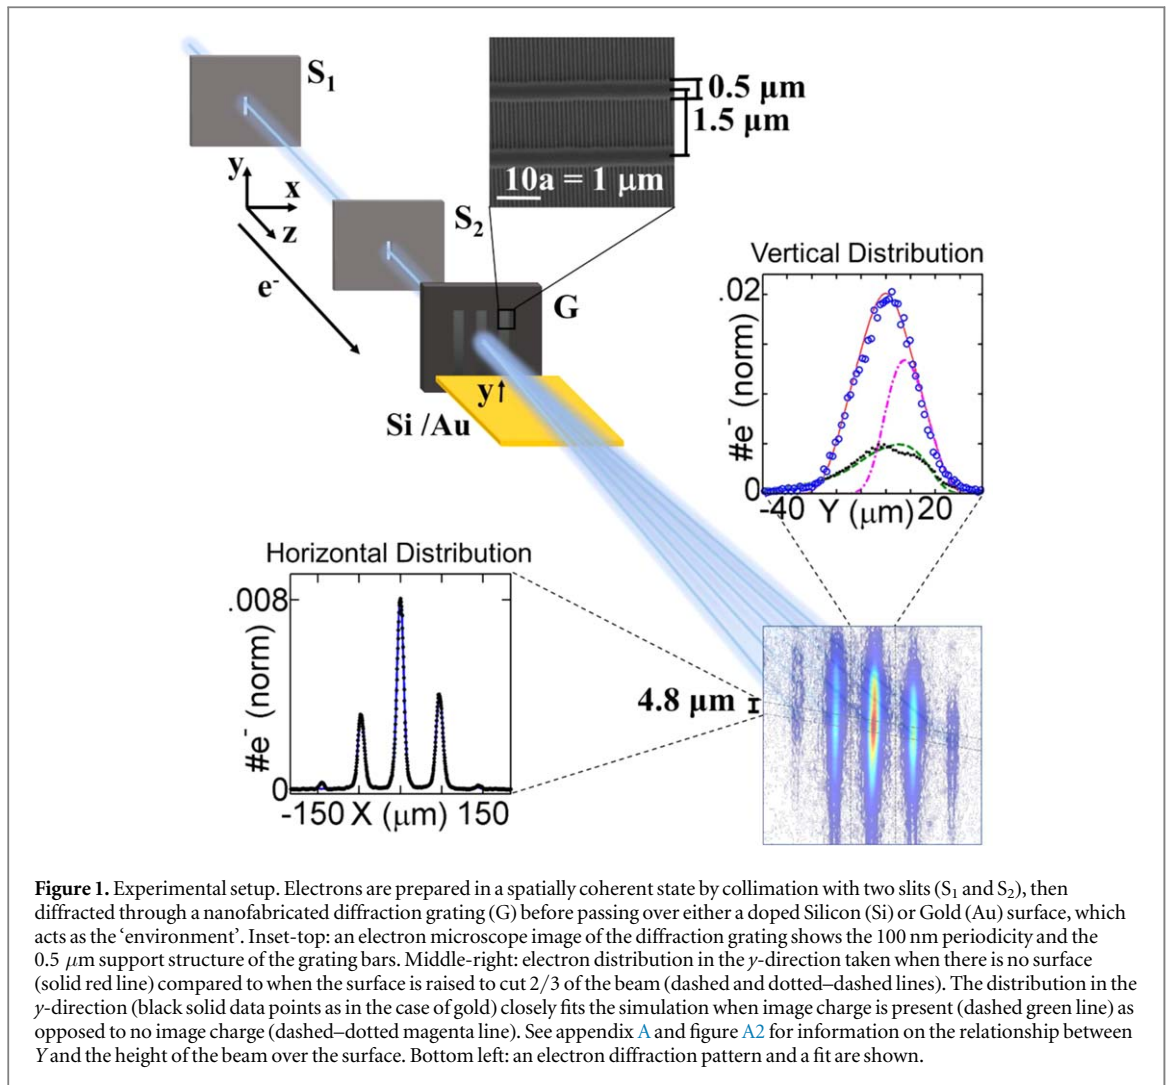 S₁
0.5 μm
1.5 μm
10a = 1 μm
y
x
z
S₂
e⁻
G
y
Si /Au
Vertical Distribution
.02
#e⁻ (norm)
0
-40 Y (μm) 20
Horizontal Distribution
.008
#e⁻ (norm)
0
-150 X (μm) 150
4.8 μm
Figure 1. Experimental setup. Electrons are prepared in a spatially coherent state by collimation with two slits (S₁ and S₂), then
diffracted through a nanofabricated diffraction grating (G) before passing over either a doped Silicon (Si) or Gold (Au) surface, which
acts as the ‘environment’. Inset-top: an electron microscope image of the diffraction grating shows the 100 nm periodicity and the
0.5 μm support structure of the grating bars. Middle-right: electron distribution in the y-direction taken when there is no surface
(solid red line) compared to when the surface is raised to cut 2/3 of the beam (dashed and dotted–dashed lines). The distribution in the
y-direction (black solid data points as in the case of gold) closely fits the simulation when image charge is present (dashed green line) as
opposed to no image charge (dashed–dotted magenta line). See appendix A and figure A2 for information on the relationship between
Y and the height of the beam over the surface. Bottom left: an electron diffraction pattern and a fit are shown.